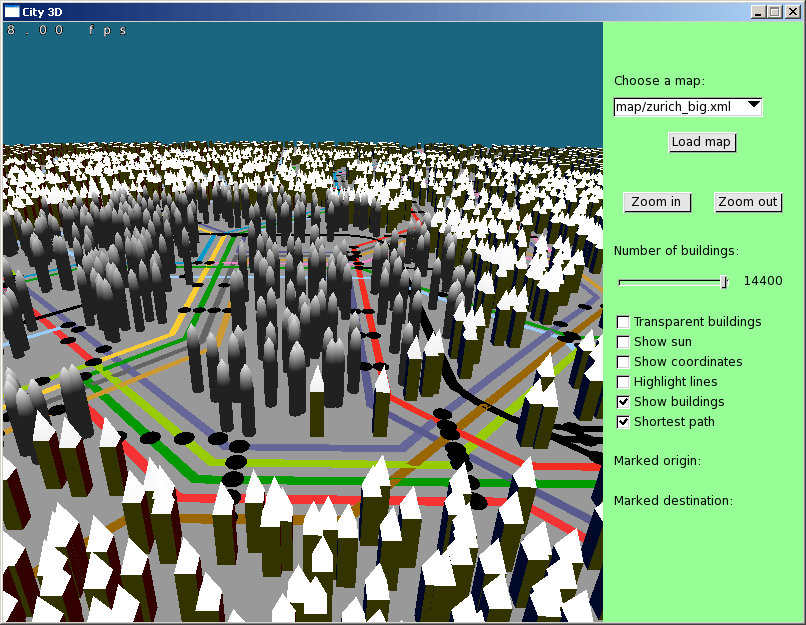 City 3D
8.00 fps
Choose a map:
map/zurich_big.xml
Load map
Zoom in Zoom out
Number of buildings:
14400
Transparent buildings
Show sun
Show coordinates
Highlight lines
Show buildings
Shortest path
Marked origin:
Marked destination: